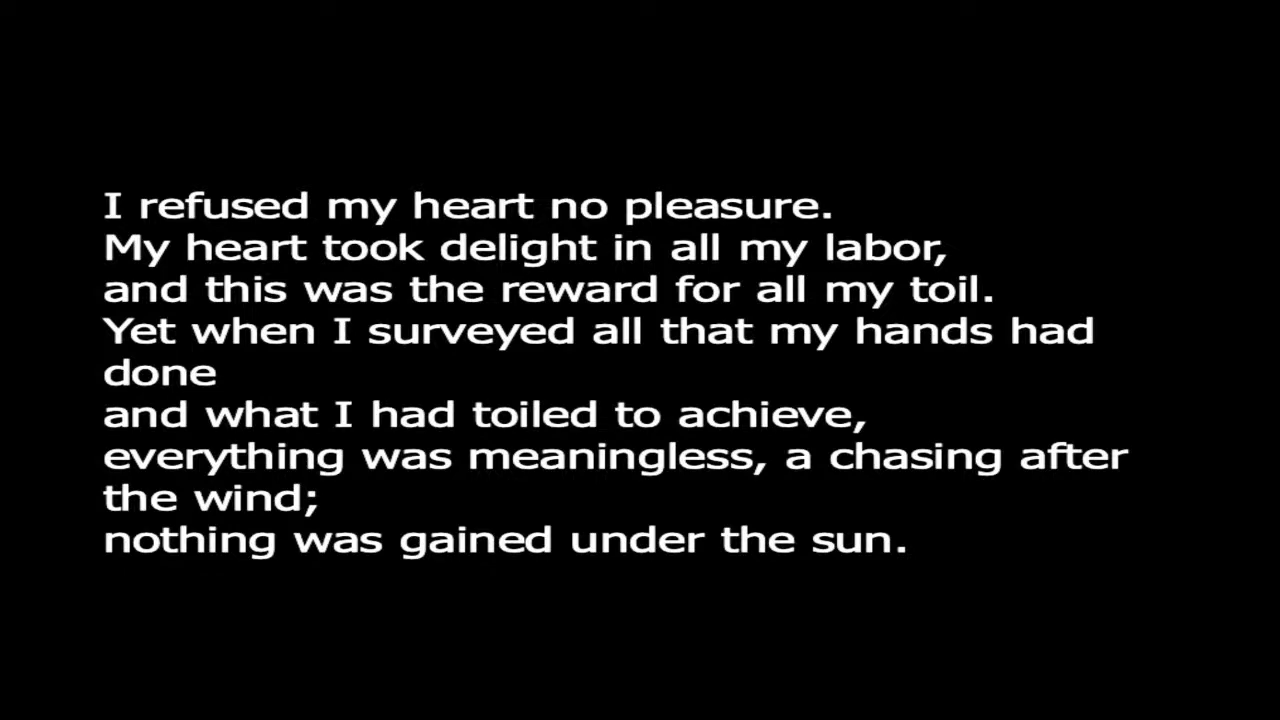 I refused my heart no pleasure.
My heart took delight in all my labor,
and this was the reward for all my toil.
Yet when I surveyed all that my hands had
done
and what I had toiled to achieve,
everything was meaningless, a chasing after
the wind;
nothing was gained under the sun.